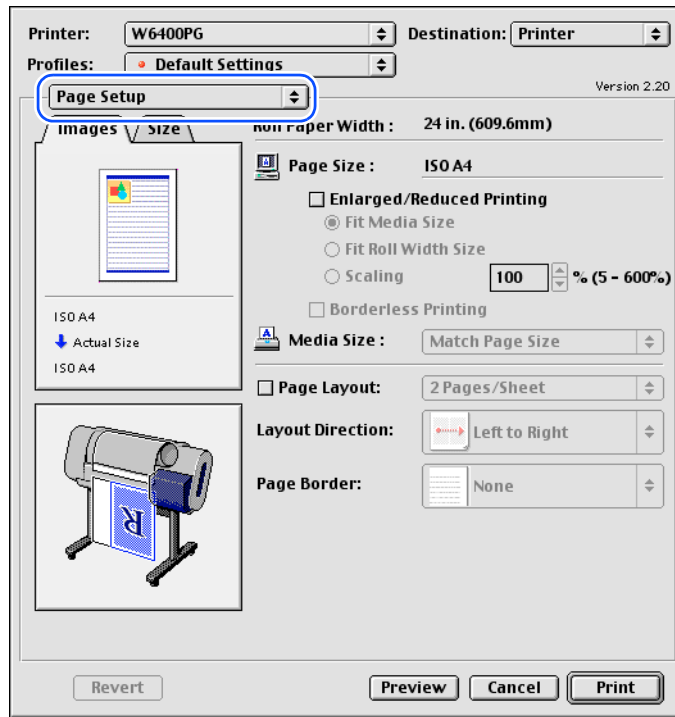 Printer: W6400PG Destination: Printer
Profiles: Default Settings
Version 2.20
Page Setup
Images Size
Roll Paper Width : 24 in. (609.6mm)
Page Size : ISO A4
Enlarged/Reduced Printing
Fit Media Size
Fit Roll Width Size
Scaling 100 % (5 - 600%)
Borderless Printing
ISO A4
Actual Size
ISO A4
Media Size : Match Page Size
Page Layout: 2 Pages/Sheet
Layout Direction: Left to Right
Page Border: None
R
Revert Preview Cancel Print